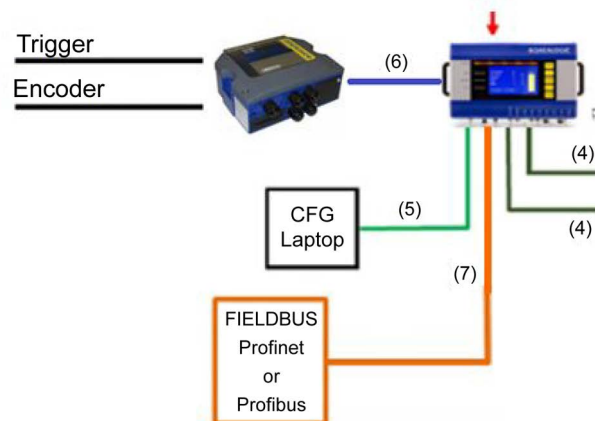 Trigger
Encoder
(6)
(4)
(4)
(5)
CFG
Laptop
(7)
FIELDBUS
Profinet
or
Profibus